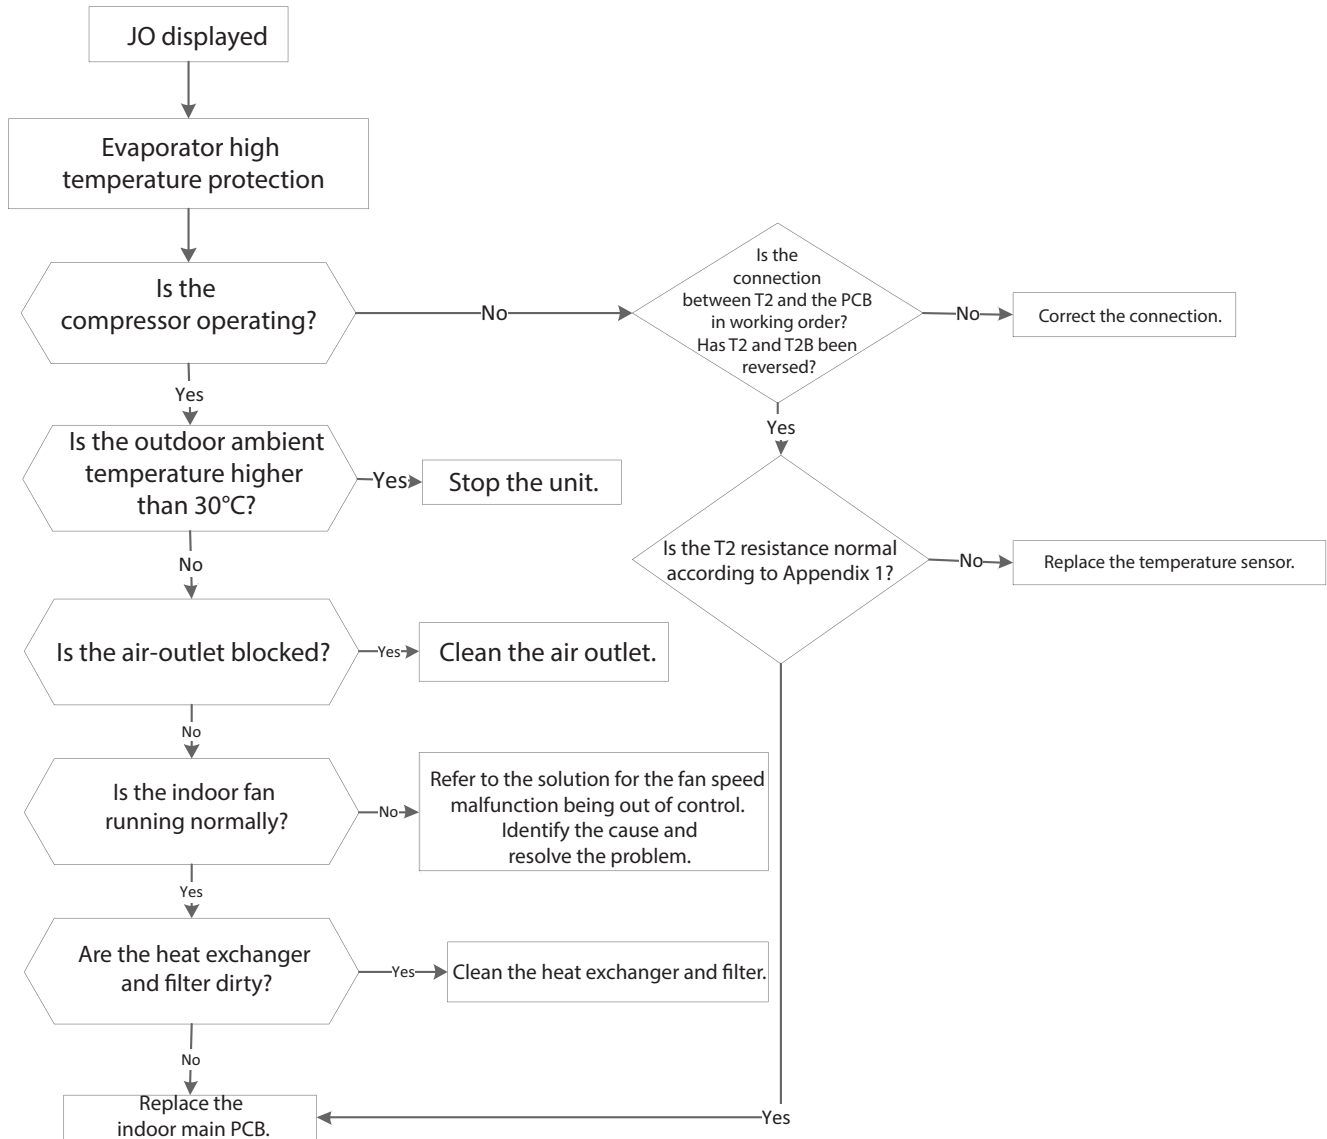 JO displayed
Evaporator high
temperature protection
Is the
compressor operating?
No
Is the
connection
between T2 and the PCB
in working order?
Has T2 and T2B been
reversed?
No
Correct the connection.
Yes
Is the outdoor ambient
temperature higher
than 30°C?
Yes
Stop the unit.
Yes
Is the T2 resistance normal
according to Appendix 1?
No
Replace the temperature sensor.
No
Is the air-outlet blocked?
Yes
Clean the air outlet.
No
Is the indoor fan
running normally?
No
Refer to the solution for the fan speed
malfunction being out of control.
Identify the cause and
resolve the problem.
Yes
Are the heat exchanger
and filter dirty?
Yes
Clean the heat exchanger and filter.
No
Replace the
indoor main PCB.
Yes